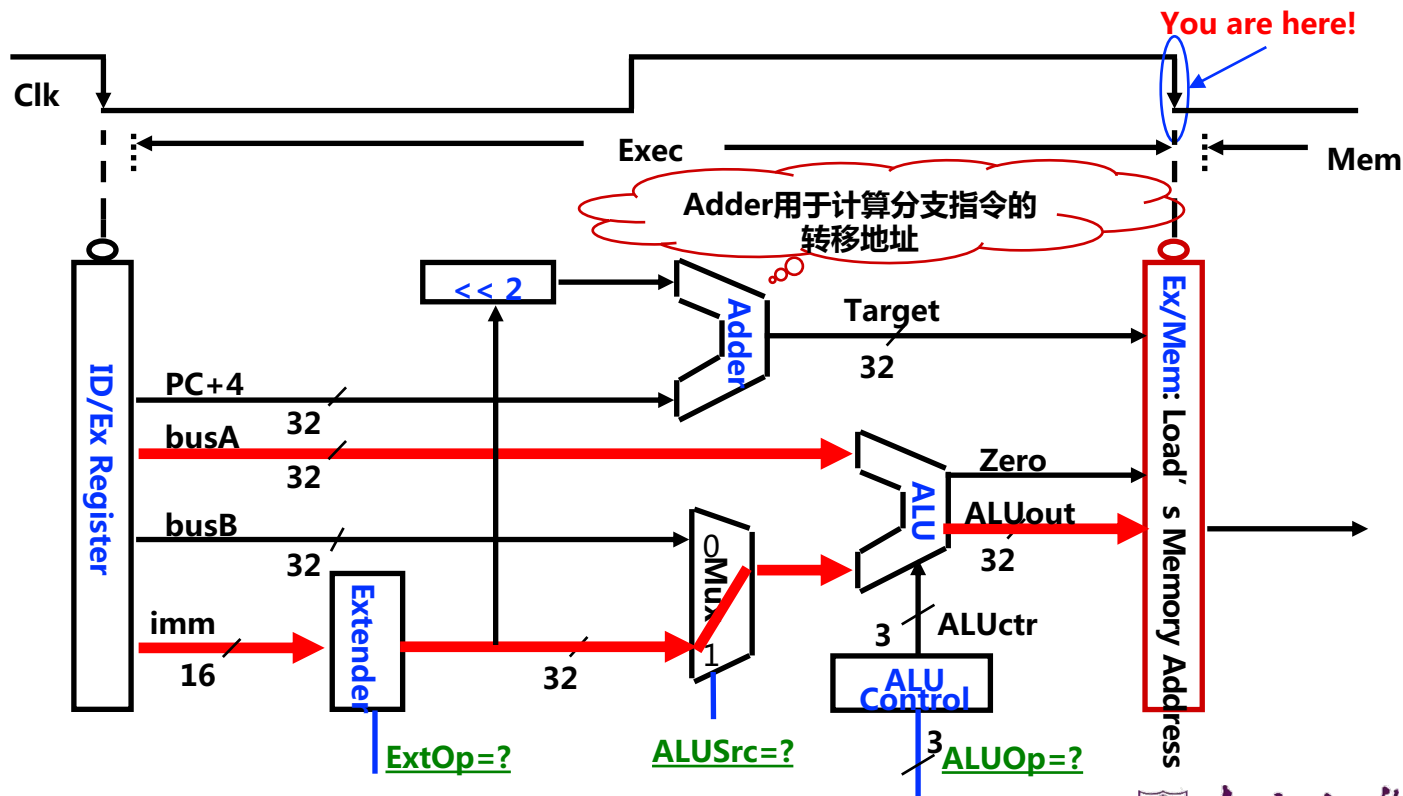 You are here!
Clk
Exec
Mem
Adder用于计算分支指令的
转移地址
<< 2
Adder
Target
32
ID/Ex Register
PC+4
32
busA
32
busB
32
imm
16
Extender
32
0
Mux
1
ALU
Zero
ALUout
32
3
ALUctr
ALU
Control
3
Ex/Mem: Load’s Memory Address
ExtOp=?
ALUSrc=?
ALUOp=?